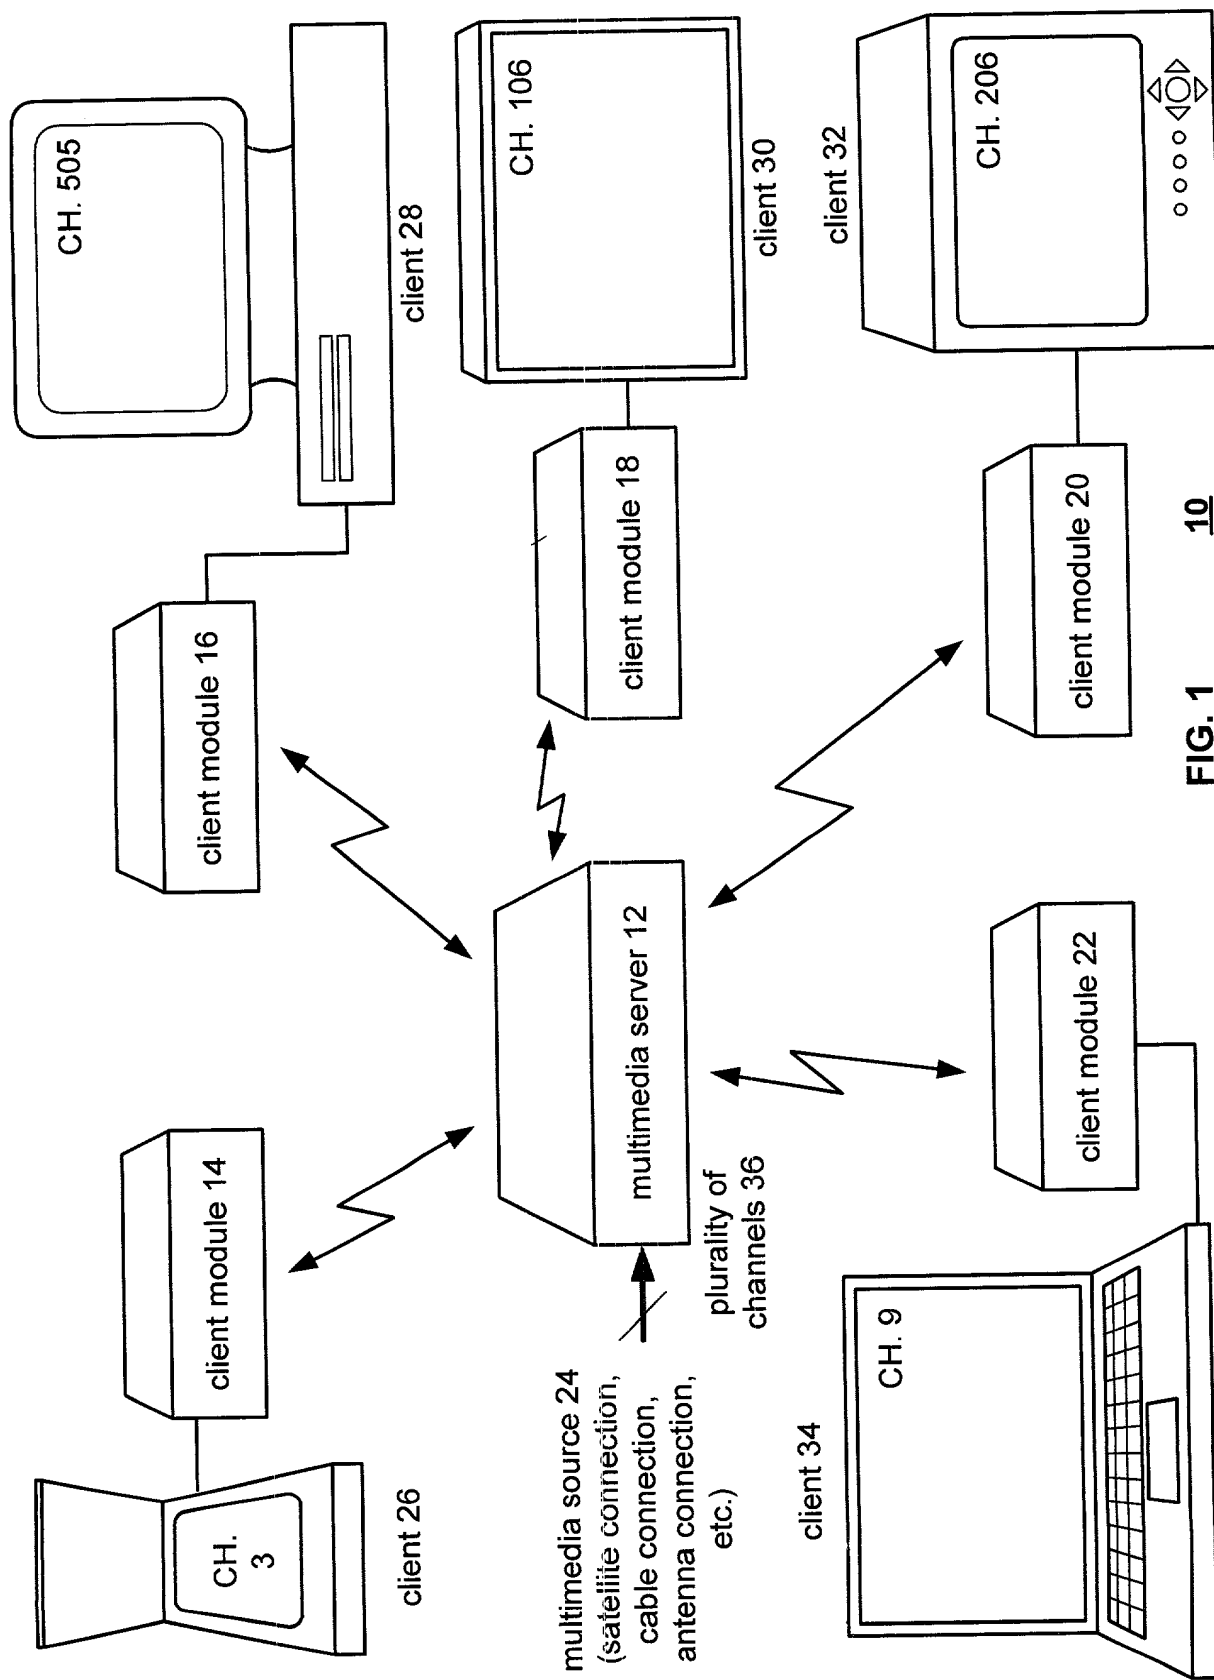 CH.
3
client 26
client module 14
client module 16
CH. 505
client 28
multimedia source 24
(satellite connection,
cable connection,
antenna connection,
etc.)
plurality of
channels 36
multimedia server 12
client module 18
CH. 106
client 30
client 34
CH. 9
client module 22
client module 20
client 32
CH. 206
FIG. 1
10